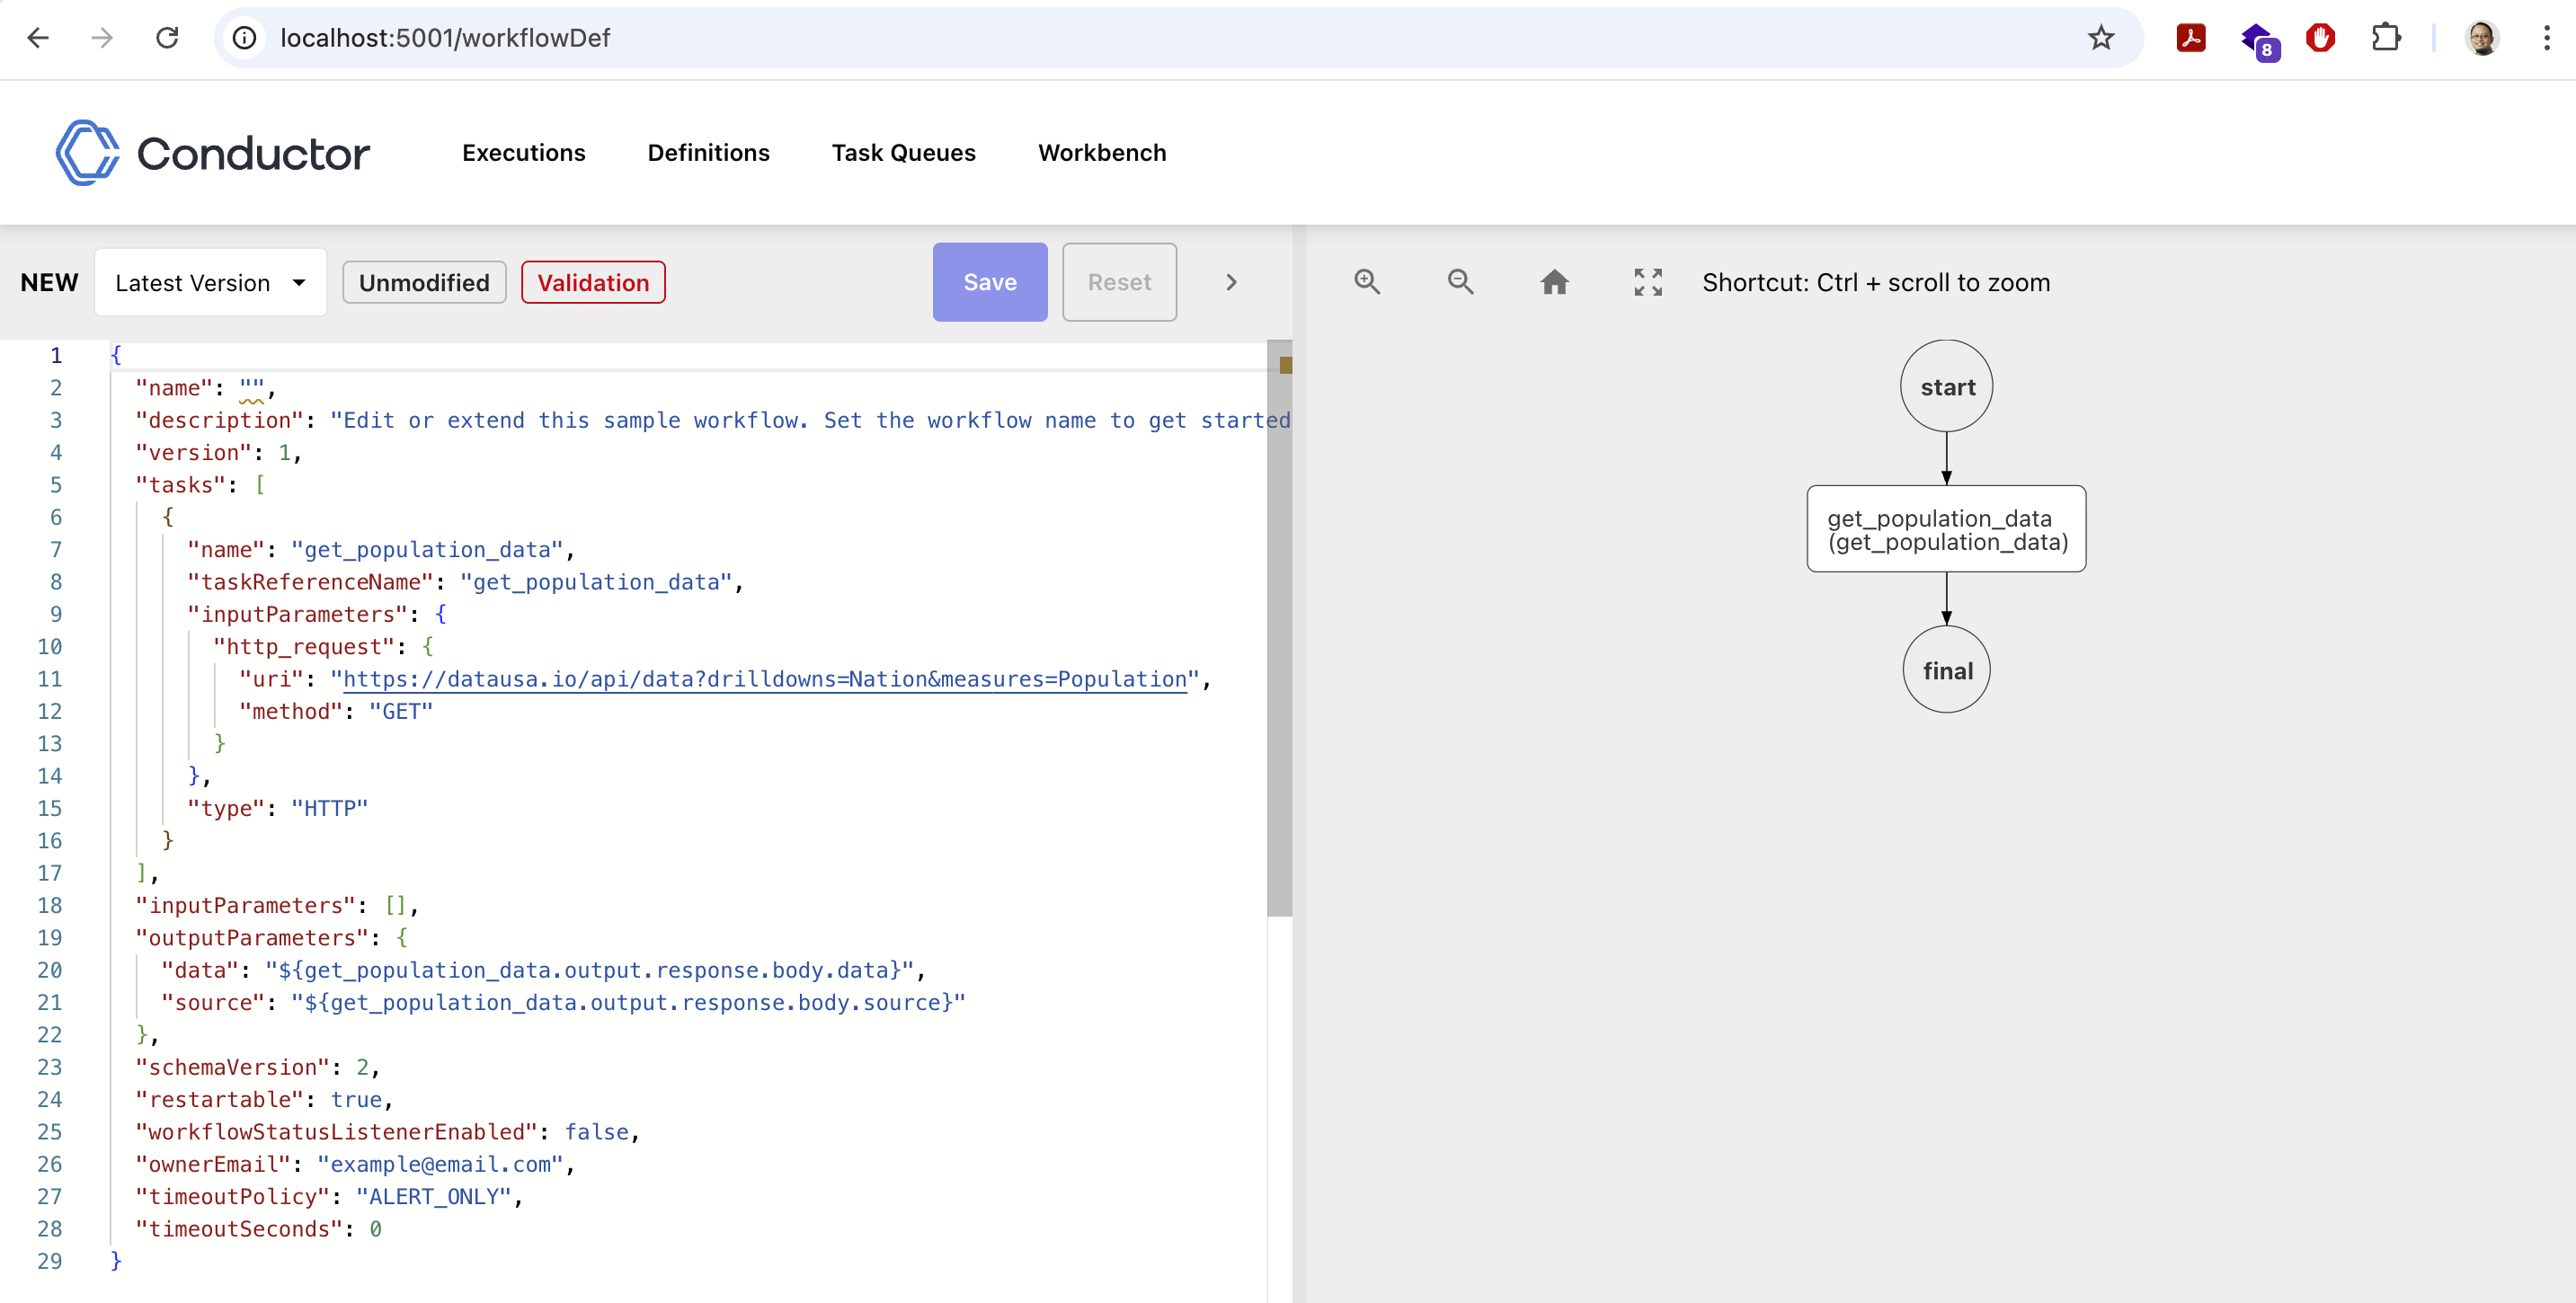 localhost:5001/workflowDef
8
Conductor
Executions
Definitions
Task Queues
Workbench
NEW
Latest Version
Unmodified
Validation
Save
Reset
Shortcut: Ctrl + scroll to zoom
1 {
2 "name": "",
3 "description": "Edit or extend this sample workflow. Set the workflow name to get started
4 "version": 1,
5 "tasks": [
6 {
7 "name": "get_population_data",
8 "taskReferenceName": "get_population_data",
9 "inputParameters": {
10 "http_request": {
11 "uri": "https://datausa.io/api/data?drilldowns=Nation&measures=Population",
12 "method": "GET"
13 }
14 },
15 "type": "HTTP"
16 }
17 ],
18 "inputParameters": [],
19 "outputParameters": {
20 "data": "${get_population_data.output.response.body.data}",
21 "source": "${get_population_data.output.response.body.source}"
22 },
23 "schemaVersion": 2,
24 "restartable": true,
25 "workflowStatusListenerEnabled": false,
26 "ownerEmail": "example@email.com",
27 "timeoutPolicy": "ALERT_ONLY",
28 "timeoutSeconds": 0
29 }
start
get_population_data
(get_population_data)
final